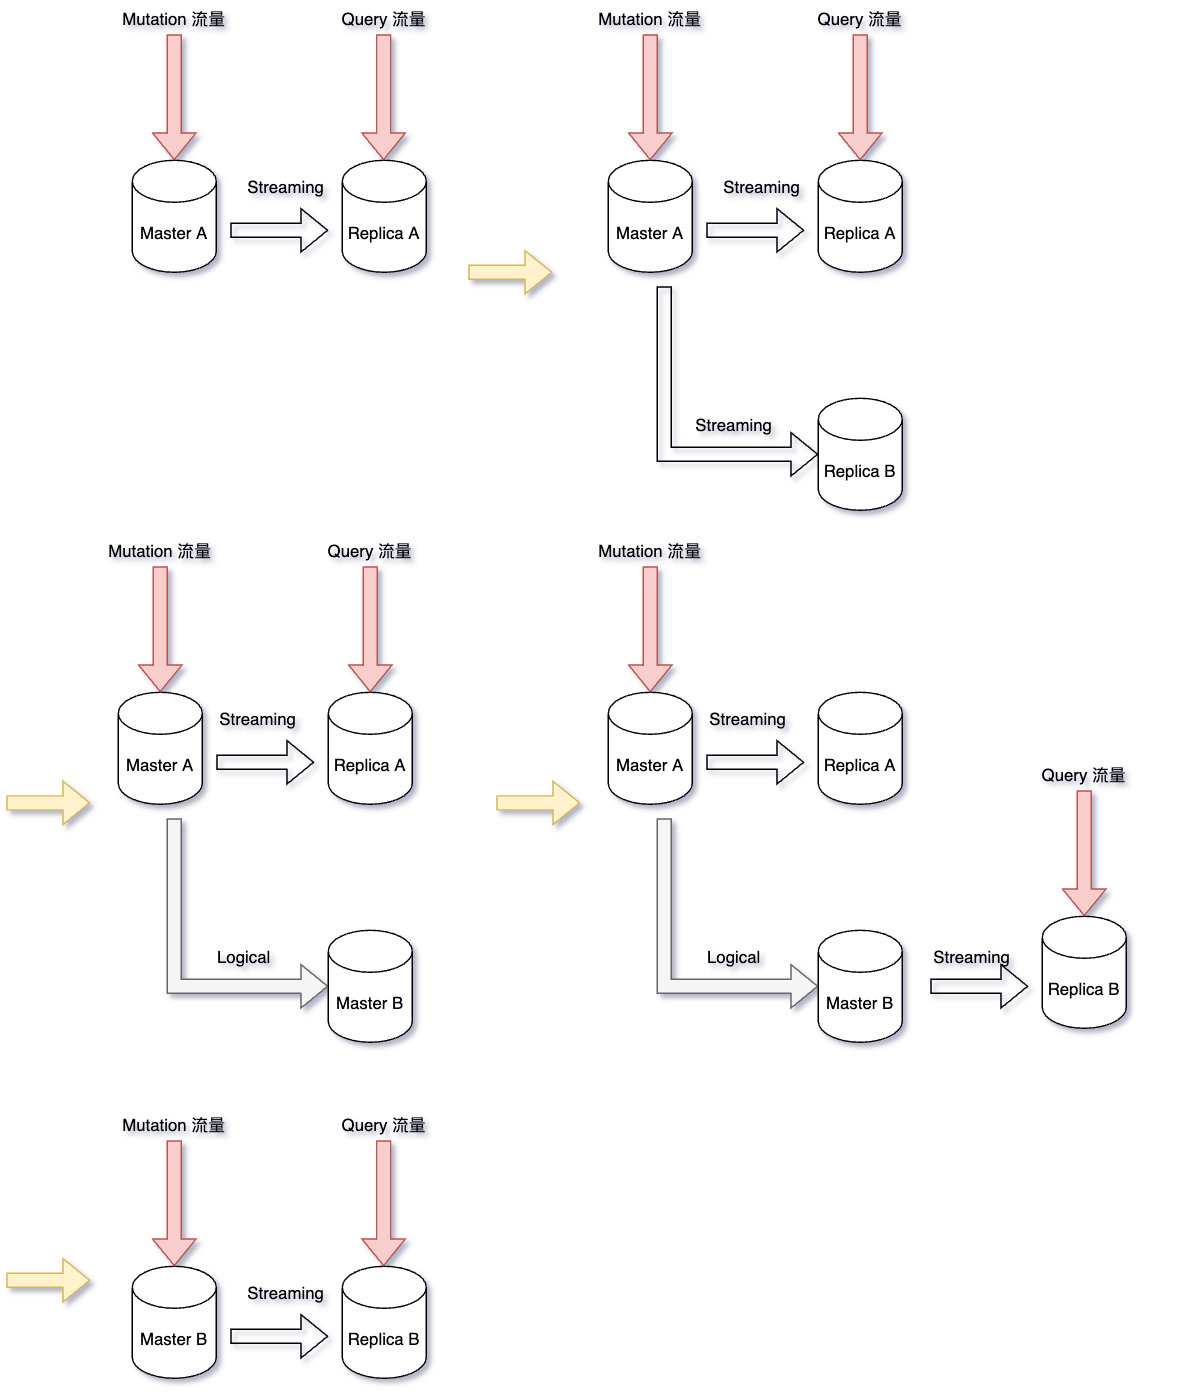 Mutation 流量
Query 流量
Streaming
Master A
Replica A
Mutation 流量
Query 流量
Streaming
Master A
Replica A
Streaming
Replica B
Mutation 流量
Query 流量
Streaming
Master A
Replica A
Logical
Master B
Mutation 流量
Streaming
Master A
Replica A
Query 流量
Logical
Streaming
Master B
Replica B
Mutation 流量
Query 流量
Streaming
Master B
Replica B